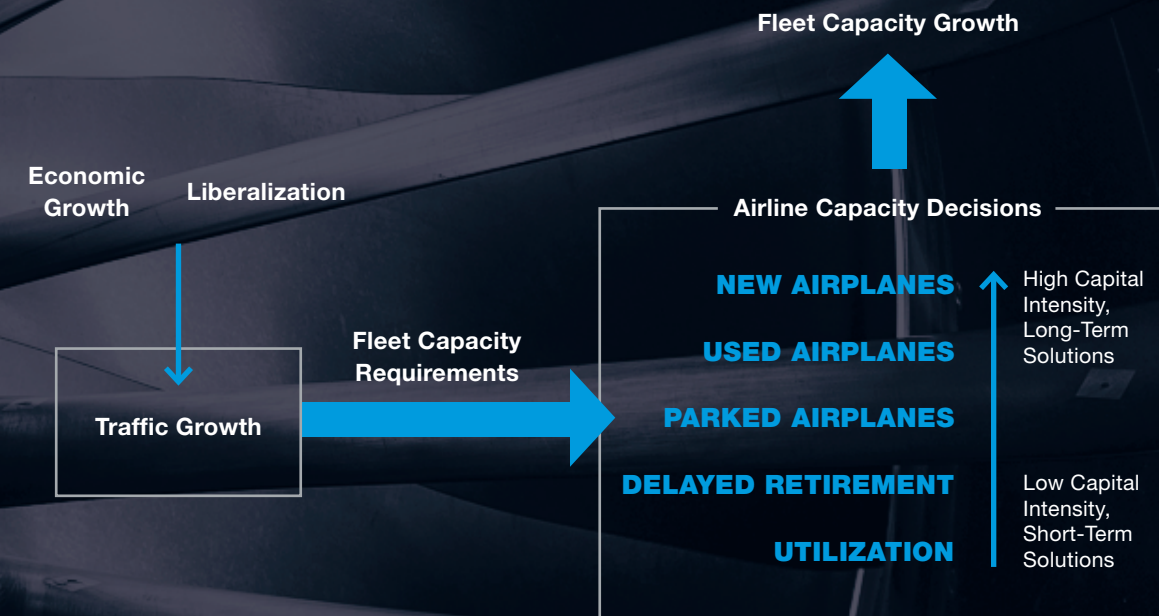 Fleet Capacity Growth
Economic
Growth
Liberalization
Airline Capacity Decisions
NEW AIRPLANES
High Capital
Intensity,
Long-Term
Solutions
Fleet Capacity
Requirements
USED AIRPLANES
Traffic Growth
PARKED AIRPLANES
DELAYED RETIREMENT
Low Capital
Intensity,
Short-Term
Solutions
UTILIZATION